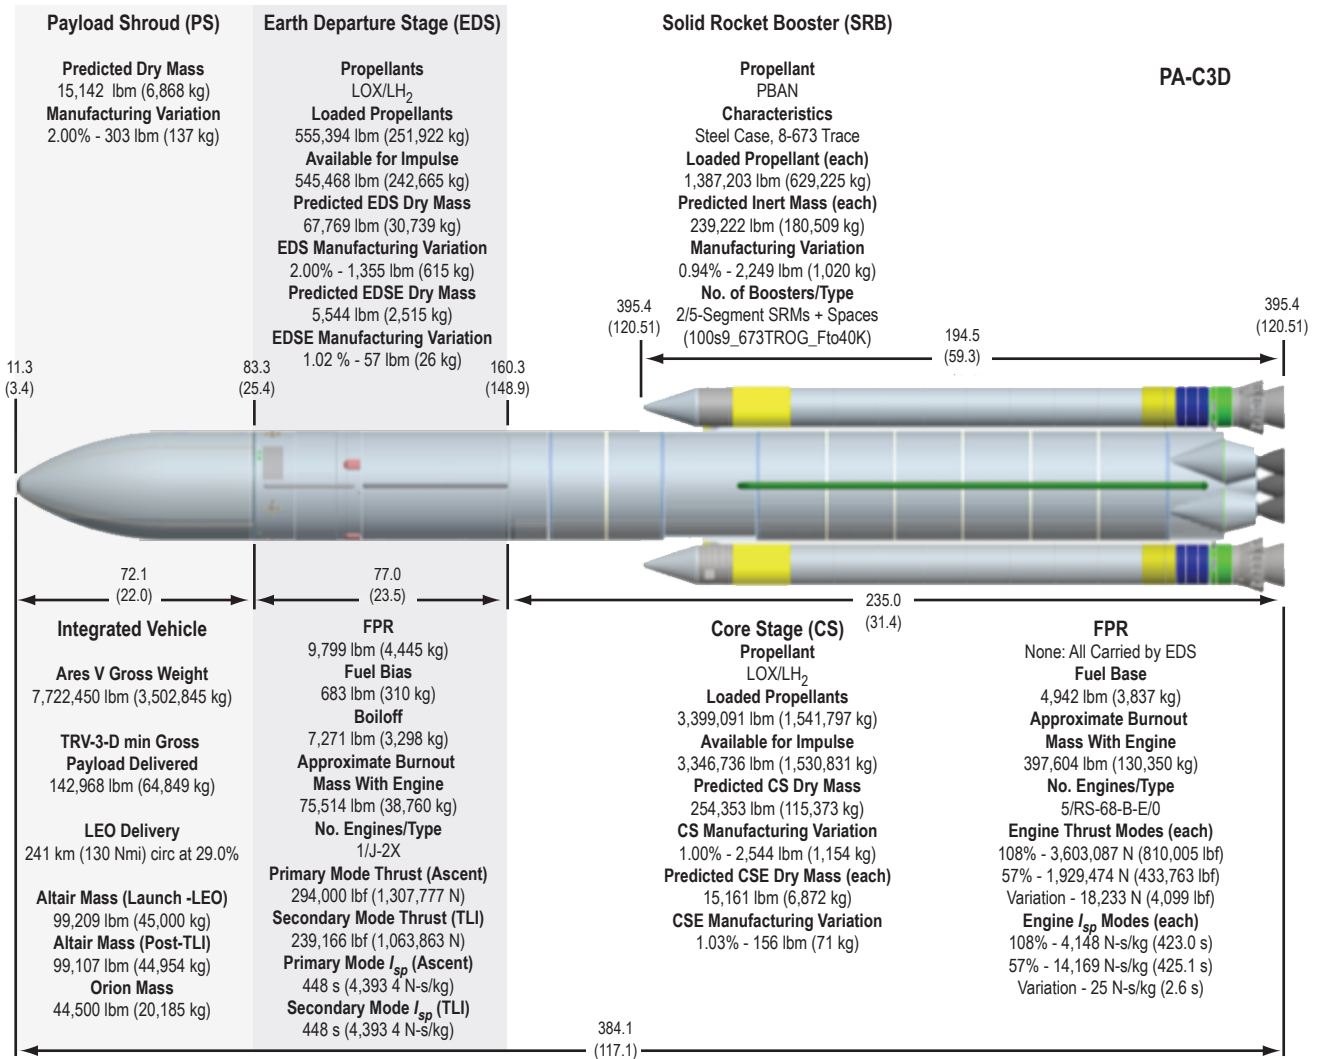 Payload Shroud (PS)
Predicted Dry Mass
15,142 lbm (6,868 kg)
Manufacturing Variation
2.00% - 303 lbm (137 kg)
Earth Departure Stage (EDS)
Propellants
LOX/LH2
Loaded Propellants
555,394 lbm (251,922 kg)
Available for Impulse
545,468 lbm (242,665 kg)
Predicted EDS Dry Mass
67,769 lbm (30,739 kg)
EDS Manufacturing Variation
2.00% - 1,355 lbm (615 kg)
Predicted EDSE Dry Mass
5,544 lbm (2,515 kg)
EDSE Manufacturing Variation
1.02 % - 57 lbm (26 kg)
Solid Rocket Booster (SRB)
Propellant
PBAN
Characteristics
Steel Case, 8-673 Trace
Loaded Propellant (each)
1,387,203 lbm (629,225 kg)
Predicted Inert Mass (each)
239,222 lbm (180,509 kg)
Manufacturing Variation
0.94% - 2,249 lbm (1,020 kg)
No. of Boosters/Type
2/5-Segment SRMs + Spaces
(100s9_673TROG_Fto40K)
PA-C3D
395.4
(120.51)
194.5
(59.3)
395.4
(120.51)
11.3
(3.4)
83.3
(25.4)
160.3
(148.9)
72.1
(22.0)
77.0
(23.5)
235.0
(31.4)
Integrated Vehicle
Ares V Gross Weight
7,722,450 lbm (3,502,845 kg)
TRV-3-D min Gross
Payload Delivered
142,968 lbm (64,849 kg)
LEO Delivery
241 km (130 Nmi) circ at 29.0%
Altair Mass (Launch -LEO)
99,209 lbm (45,000 kg)
Altair Mass (Post-TLI)
99,107 lbm (44,954 kg)
Orion Mass
44,500 lbm (20,185 kg)
FPR
9,799 lbm (4,445 kg)
Fuel Bias
683 lbm (310 kg)
Boiloff
7,271 lbm (3,298 kg)
Approximate Burnout
Mass With Engine
75,514 lbm (38,760 kg)
No. Engines/Type
1/J-2X
Primary Mode Thrust (Ascent)
294,000 lbf (1,307,777 N)
Secondary Mode Thrust (TLI)
239,166 lbf (1,063,863 N)
Primary Mode Isp (Ascent)
448 s (4,393 4 N-s/kg)
Secondary Mode Isp (TLI)
448 s (4,393 4 N-s/kg)
Core Stage (CS)
Propellant
LOX/LH2
Loaded Propellants
3,399,091 lbm (1,541,797 kg)
Available for Impulse
3,346,736 lbm (1,530,831 kg)
Predicted CS Dry Mass
254,353 lbm (115,373 kg)
CS Manufacturing Variation
1.00% - 2,544 lbm (1,154 kg)
Predicted CSE Dry Mass (each)
15,161 lbm (6,872 kg)
CSE Manufacturing Variation
1.03% - 156 lbm (71 kg)
FPR
None: All Carried by EDS
Fuel Base
4,942 lbm (3,837 kg)
Approximate Burnout
Mass With Engine
397,604 lbm (130,350 kg)
No. Engines/Type
5/RS-68-B-E/0
Engine Thrust Modes (each)
108% - 3,603,087 N (810,005 lbf)
57% - 1,929,474 N (433,763 lbf)
Variation - 18,233 N (4,099 lbf)
Engine Isp Modes (each)
108% - 4,148 N-s/kg (423.0 s)
57% - 14,169 N-s/kg (425.1 s)
Variation - 25 N-s/kg (2.6 s)
384.1
(117.1)